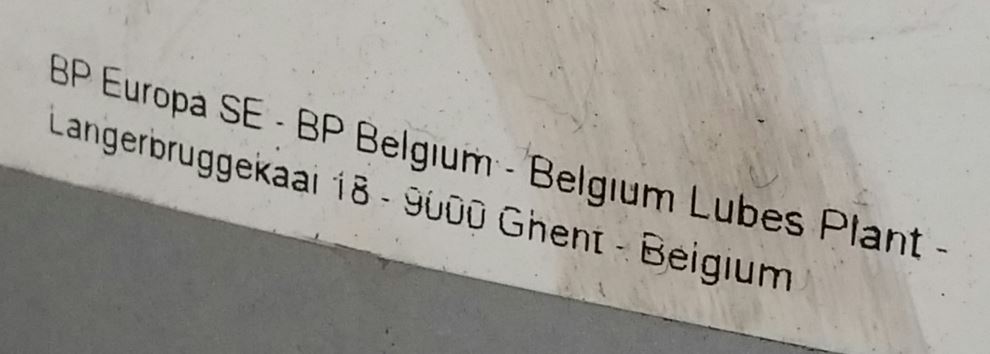 BP Europa SE - BP Belgium - Belgium Lubes Plant -
Langerbruggekaai 18 - 9000 Ghent - Belgium